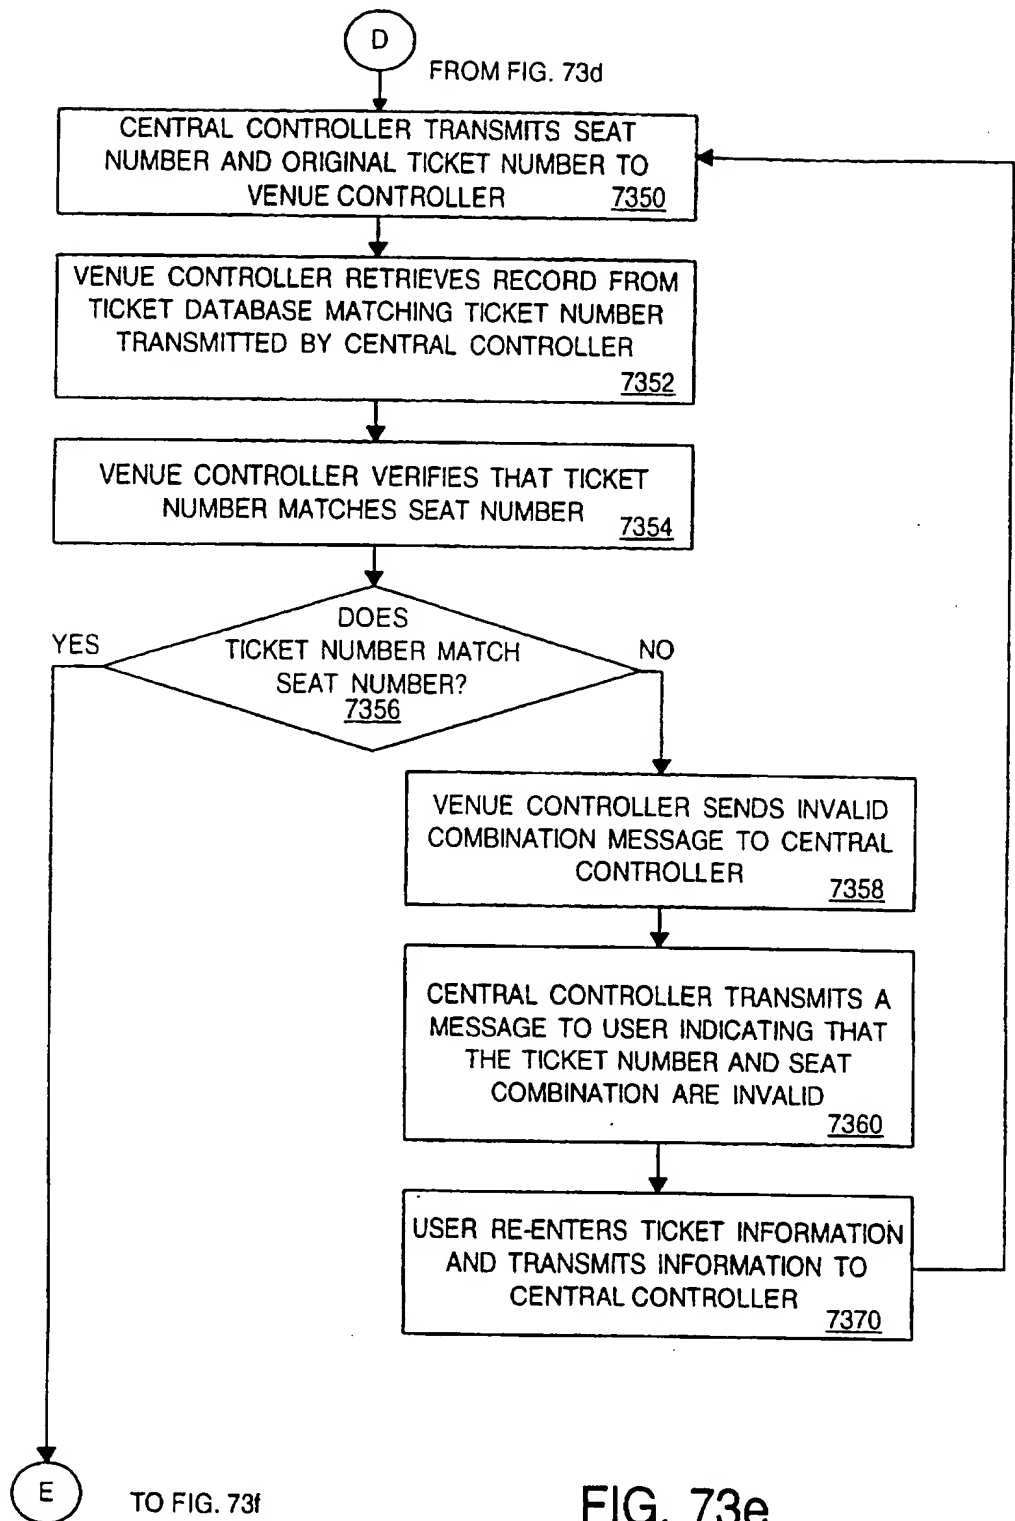 D
FROM FIG. 73d
CENTRAL CONTROLLER TRANSMITS SEAT
NUMBER AND ORIGINAL TICKET NUMBER TO
VENUE CONTROLLER 7350
VENUE CONTROLLER RETRIEVES RECORD FROM
TICKET DATABASE MATCHING TICKET NUMBER
TRANSMITTED BY CENTRAL CONTROLLER
7352
VENUE CONTROLLER VERIFIES THAT TICKET
NUMBER MATCHES SEAT NUMBER
7354
DOES
TICKET NUMBER MATCH
SEAT NUMBER?
7356
YES
NO
VENUE CONTROLLER SENDS INVALID
COMBINATION MESSAGE TO CENTRAL
CONTROLLER
7358
CENTRAL CONTROLLER TRANSMITS A
MESSAGE TO USER INDICATING THAT
THE TICKET NUMBER AND SEAT
COMBINATION ARE INVALID
7360
USER RE-ENTERS TICKET INFORMATION
AND TRANSMITS INFORMATION TO
CENTRAL CONTROLLER
7370
E
TO FIG. 73f
FIG. 73e